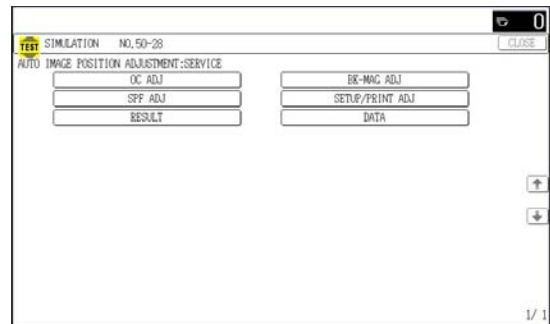 0
TEST SIMULATION NO.50-28 CLOSE
AUTO IMAGE POSITION ADJUSTMENT:SERVICE
OC ADJ BK-MAG ADJ
SPF ADJ SETUP/PRINT ADJ
RESULT DATA
1/ 1